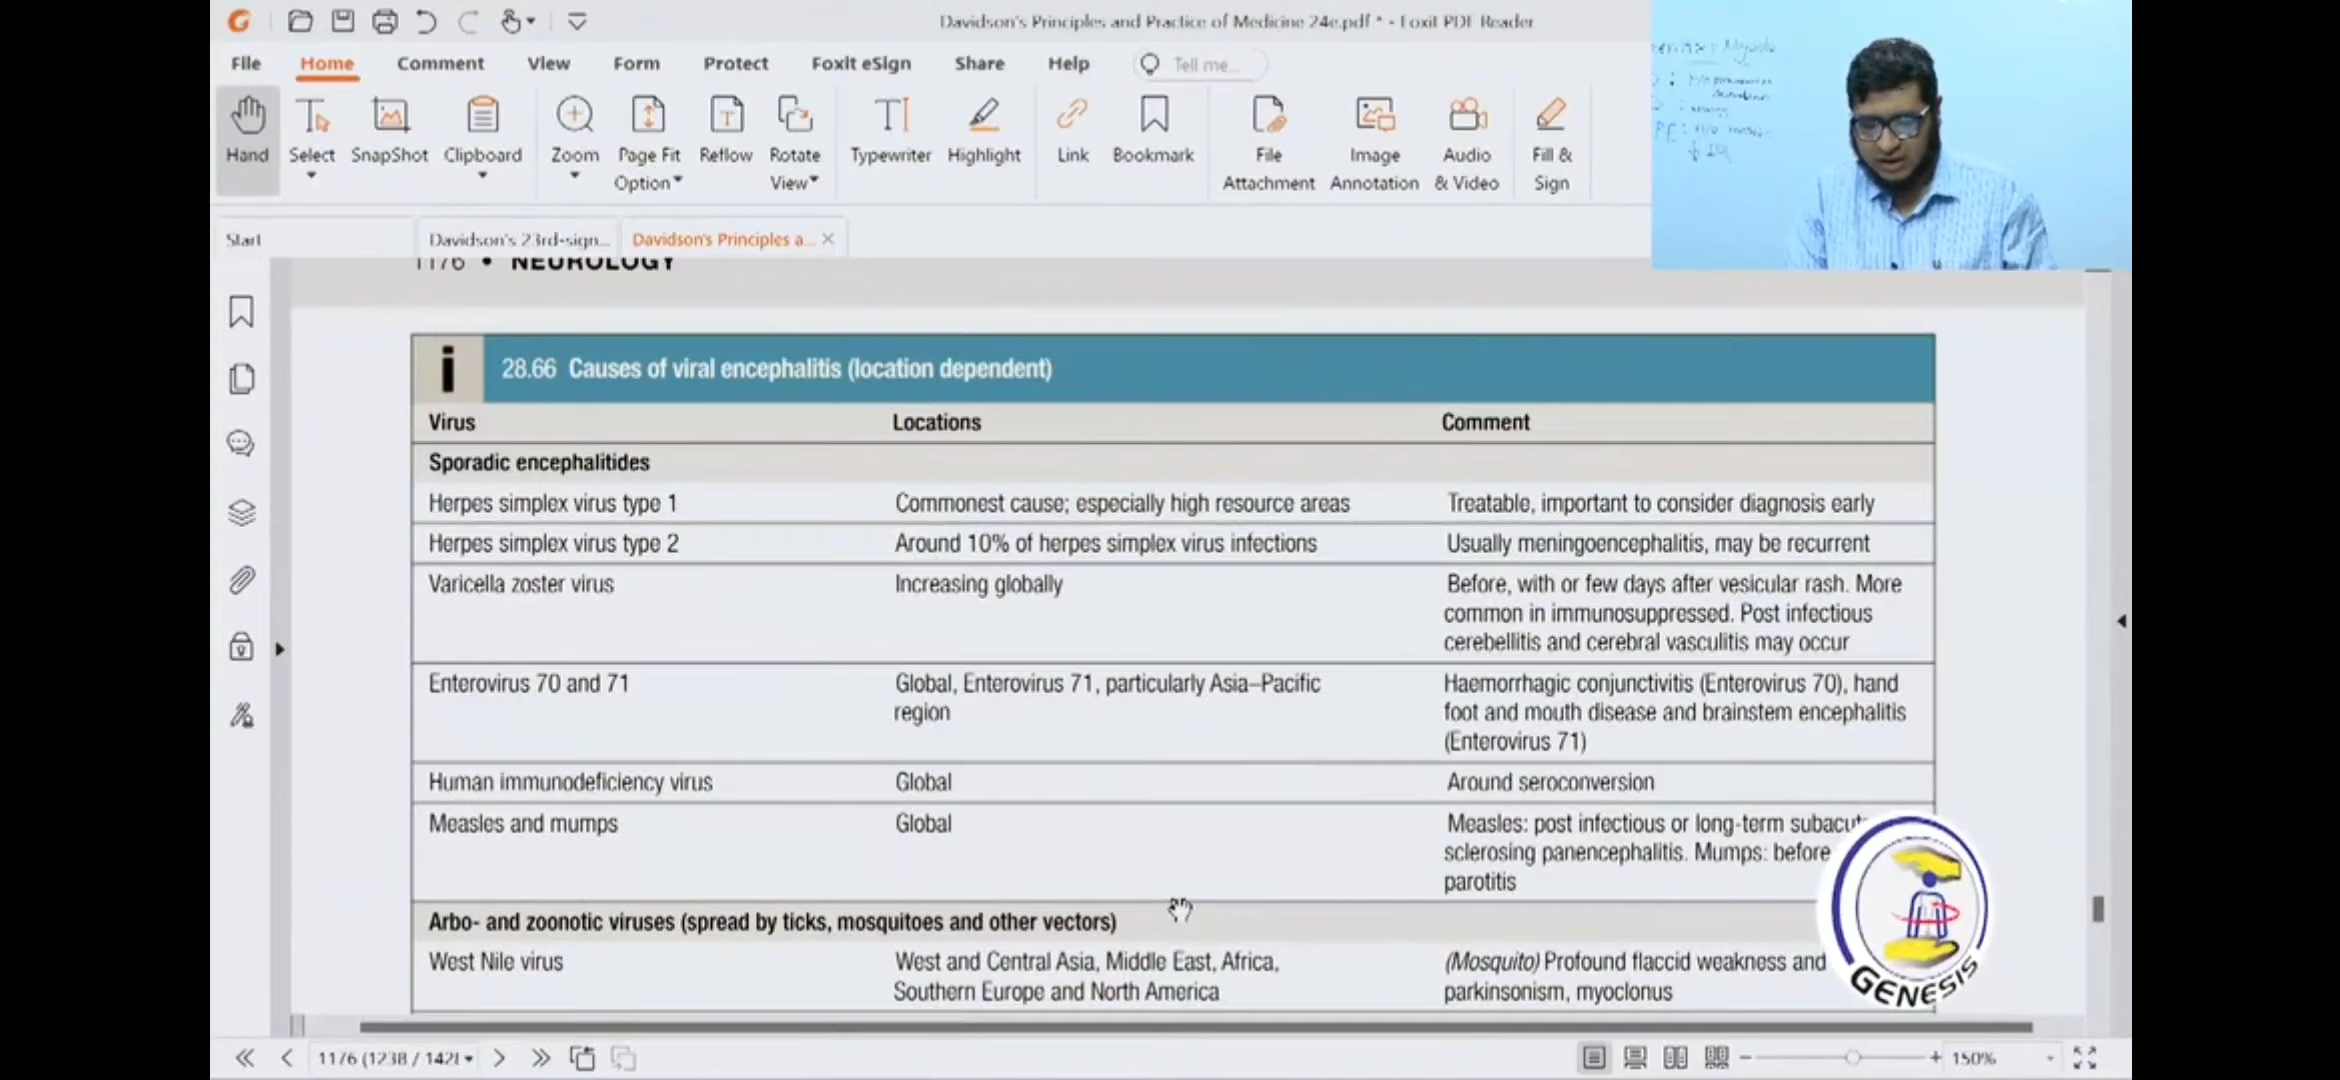 Davidson's Principles and Practice of Medicine 24e.pdf * - Foxit PDF Reader
File Home Comment View Form Protect Foxit eSign Share Help Tell me...
Hand Select SnapShot Clipboard Zoom Page Fit Option Reflow Rotate View Typewriter Highlight Link Bookmark File Attachment Image Annotation Audio & Video Fill & Sign
Start Davidson's 23rd-sign... Davidson's Principles a...
1176 • NEUROLOGY
i 28.66 Causes of viral encephalitis (location dependent)
Virus Locations Comment
Sporadic encephalitides
Herpes simplex virus type 1 Commonest cause; especially high resource areas Treatable, important to consider diagnosis early
Herpes simplex virus type 2 Around 10% of herpes simplex virus infections Usually meningoencephalitis, may be recurrent
Varicella zoster virus Increasing globally Before, with or few days after vesicular rash. More
common in immunosuppressed. Post infectious
cerebellitis and cerebral vasculitis may occur
Enterovirus 70 and 71 Global, Enterovirus 71, particularly Asia–Pacific Haemorrhagic conjunctivitis (Enterovirus 70), hand
region foot and mouth disease and brainstem encephalitis
(Enterovirus 71)
Human immunodeficiency virus Global Around seroconversion
Measles and mumps Global Measles: post infectious or long-term
sclerosing panencephalitis. Mumps: before
parotitis
Arbo- and zoonotic viruses (spread by ticks, mosquitoes and other vectors)
West Nile virus West and Central Asia, Middle East, Africa, (Mosquito) Profound flaccid weakness and
Southern Europe and North America parkinsonism, myoclonus
GENESIS
1176 (1238 / 142 150%